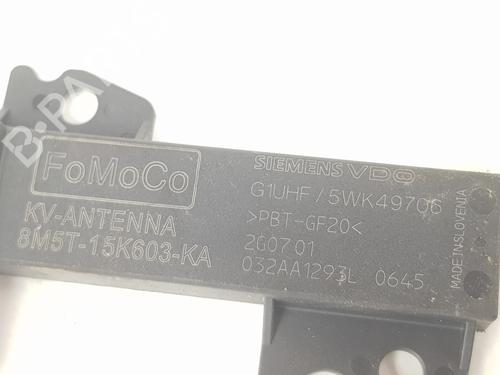 FoMoCo
KV-ANTENNA
8M5T-15K603-KA
SIEMENS VDO
G1UHF / 5WK49706
>PBT-GF20<
2G07.01
032AA1293L 0645
MADE IN SLOVENIA
B-PARTS